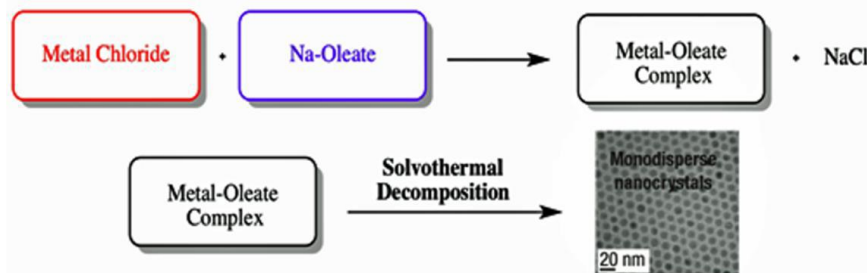 Metal Chloride + Na-Oleate
Metal-Oleate
Complex
+ NaCl
Metal-Oleate
Complex
Solvothermal
Decomposition
Monodisperse
nanocrystals
20 nm